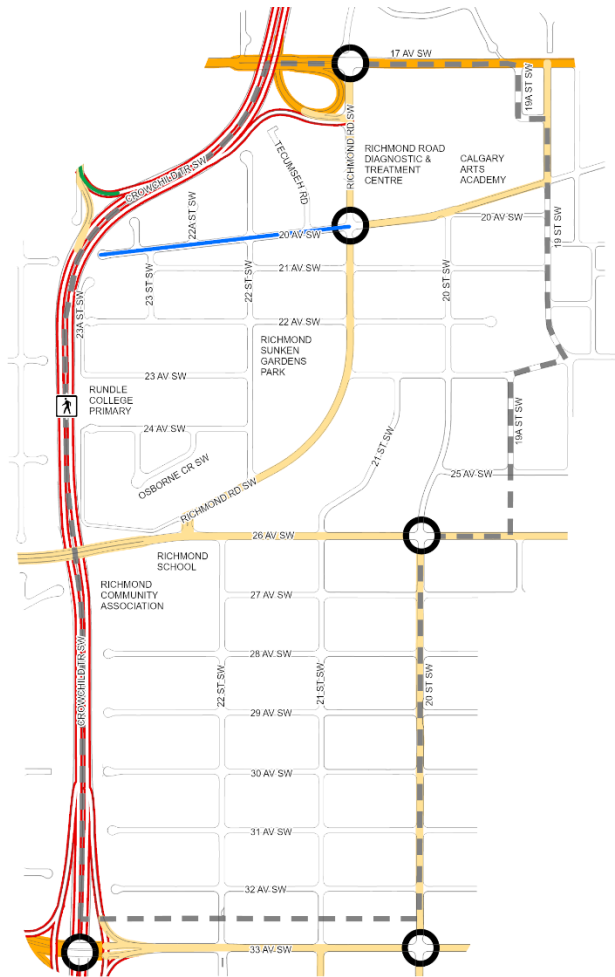 17 AV SW
19A ST SW
RICHMOND RD SW
TECUMSEH RD
RICHMOND ROAD
DIAGNOSTIC &
TREATMENT
CENTRE
CALGARY
ARTS
ACADEMY
CROWCHILD TR SW
22A ST SW
20 AV SW
20 AV SW
19 ST SW
21 AV SW
23 ST SW
22 ST SW
20 ST SW
23A ST SW
22 AV SW
RICHMOND
SUNKEN
GARDENS
PARK
23 AV SW
RUNDLE
COLLEGE
PRIMARY
19A ST SW
24 AV SW
21 ST SW
OSBORNE CR SW
25 AV SW
RICHMOND RD SW
26 AV SW
RICHMOND
SCHOOL
RICHMOND
COMMUNITY
ASSOCIATION
27 AV SW
28 AV SW
CROWCHILD TR SW
22 ST SW
21 ST SW
20 ST SW
29 AV SW
30 AV SW
31 AV SW
32 AV SW
33 AV SW